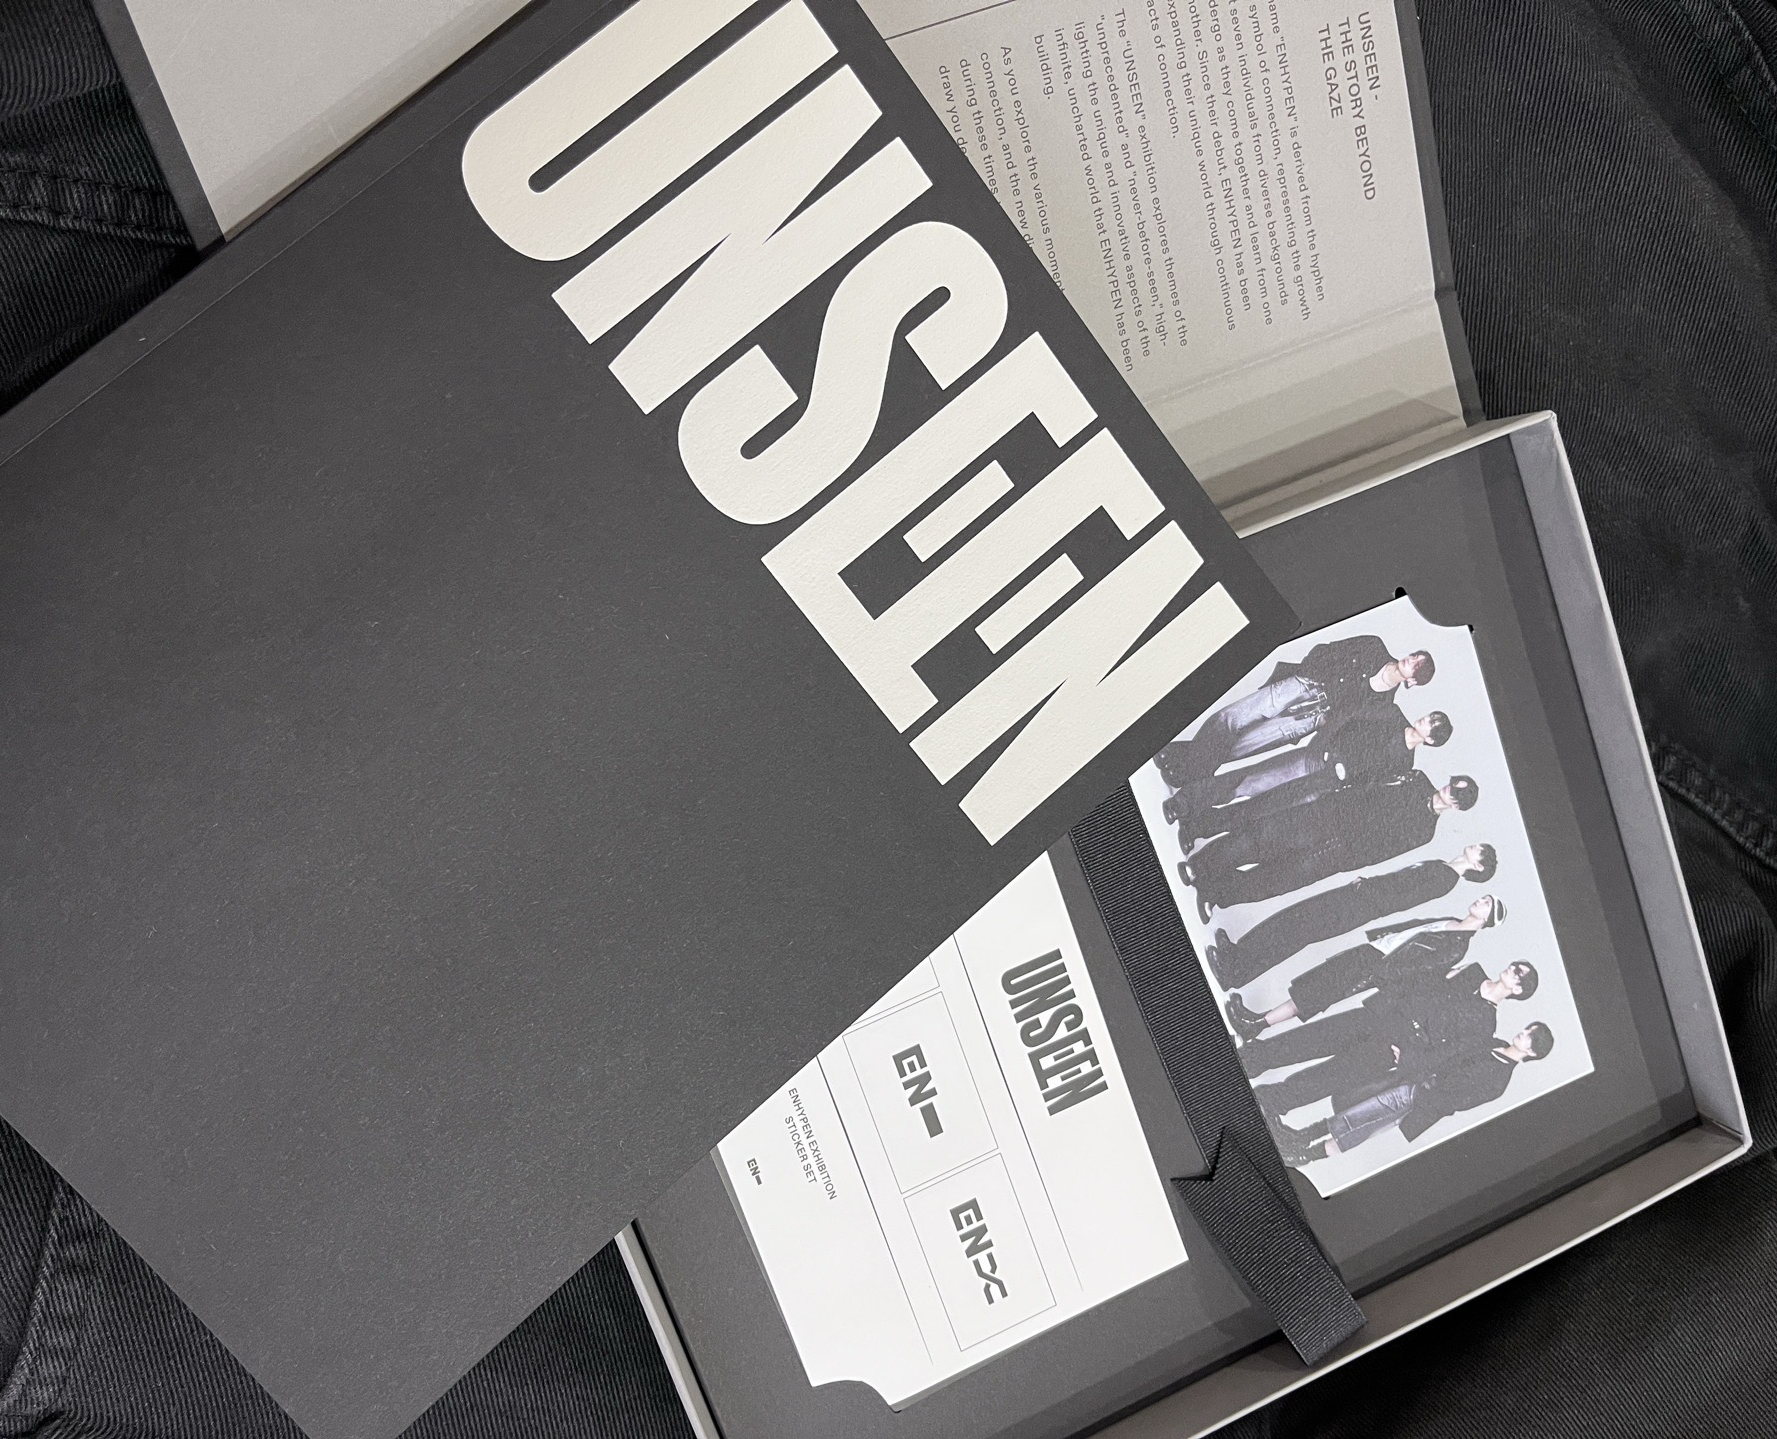 UNSEEN
UNSEEN -
THE STORY BEYOND
THE GAZE
name "ENHYPEN" is derived from the hyphen
symbol of connection, representing the growth
seven individuals from diverse backgrounds
dergo as they come together and learn from one
other. Since their debut, ENHYPEN has been
expanding their unique world through continuous
acts of connection.
The "UNSEEN" exhibition explores themes of the
"unprecedented" and "never-before-seen," high-
lighting the unique and innovative aspects of the
infinite, uncharted world that ENHYPEN has been
building.
As you explore the various moment
connection, and the new di
during these times
draw you de
UNSEEN
EN-
ENHYPEN EXHIBITION
STICKER SET
EN-